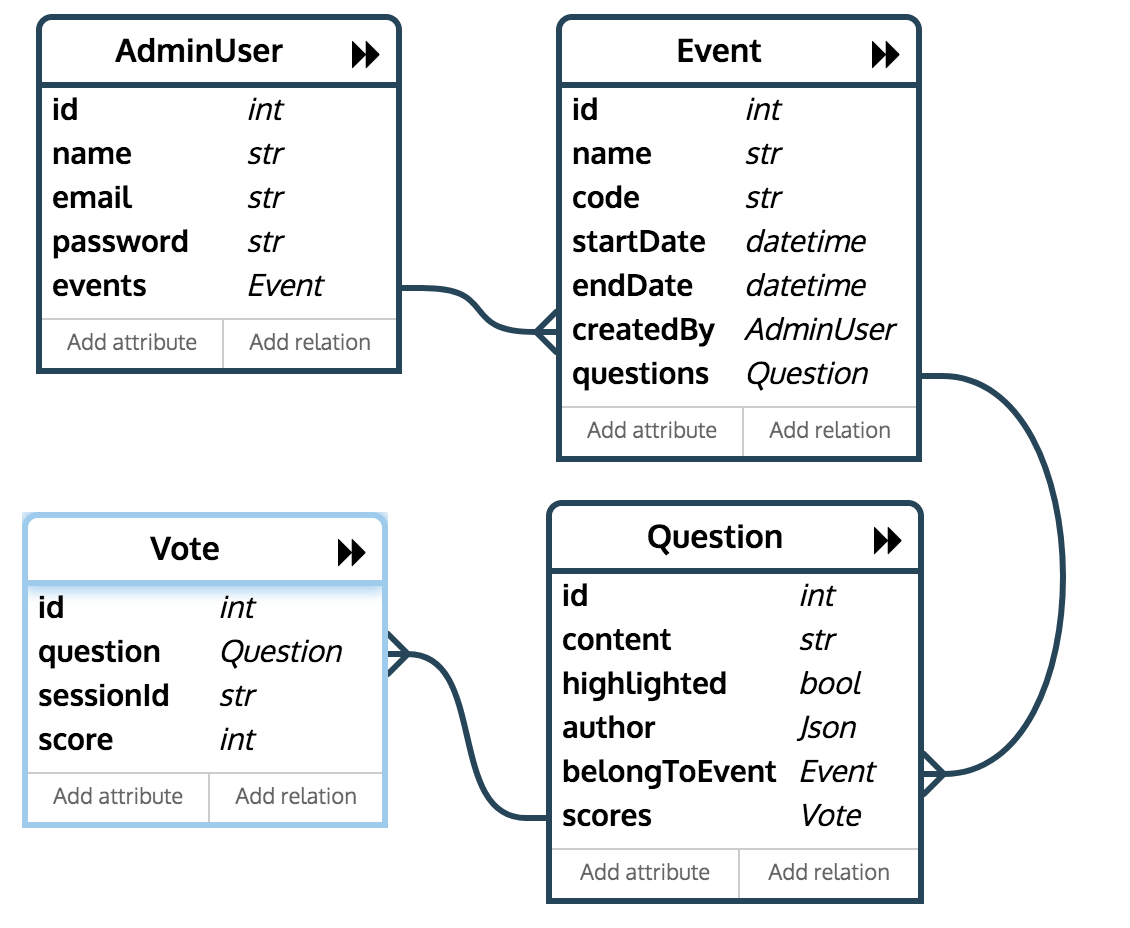 AdminUser
id int
name str
email str
password str
events Event
Add attribute Add relation
Event
id int
name str
code str
startDate datetime
endDate datetime
createdBy AdminUser
questions Question
Add attribute Add relation
Vote
id int
question Question
sessionId str
score int
Add attribute Add relation
Question
id int
content str
highlighted bool
author Json
belongToEvent Event
scores Vote
Add attribute Add relation